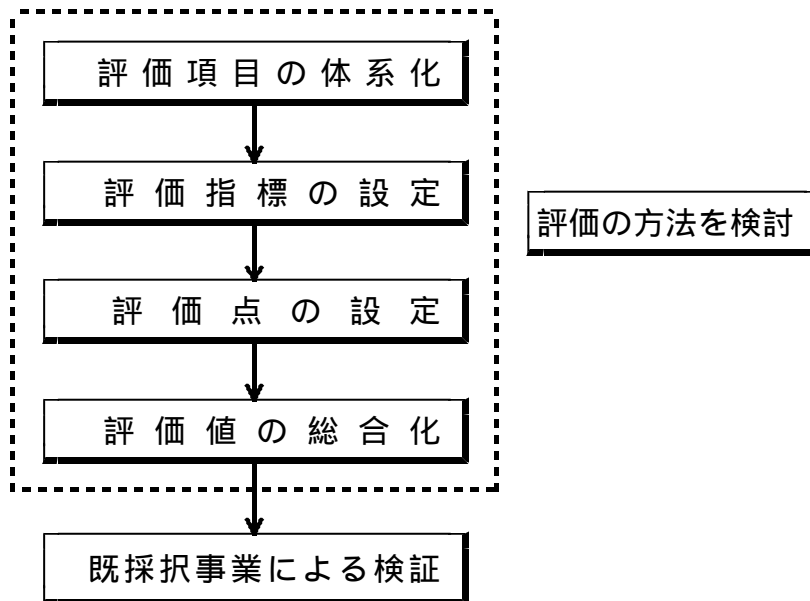 評価項目の体系化
評価指標の設定
評価の方法を検討
評価点の設定
評価値の総合化
既採択事業による検証